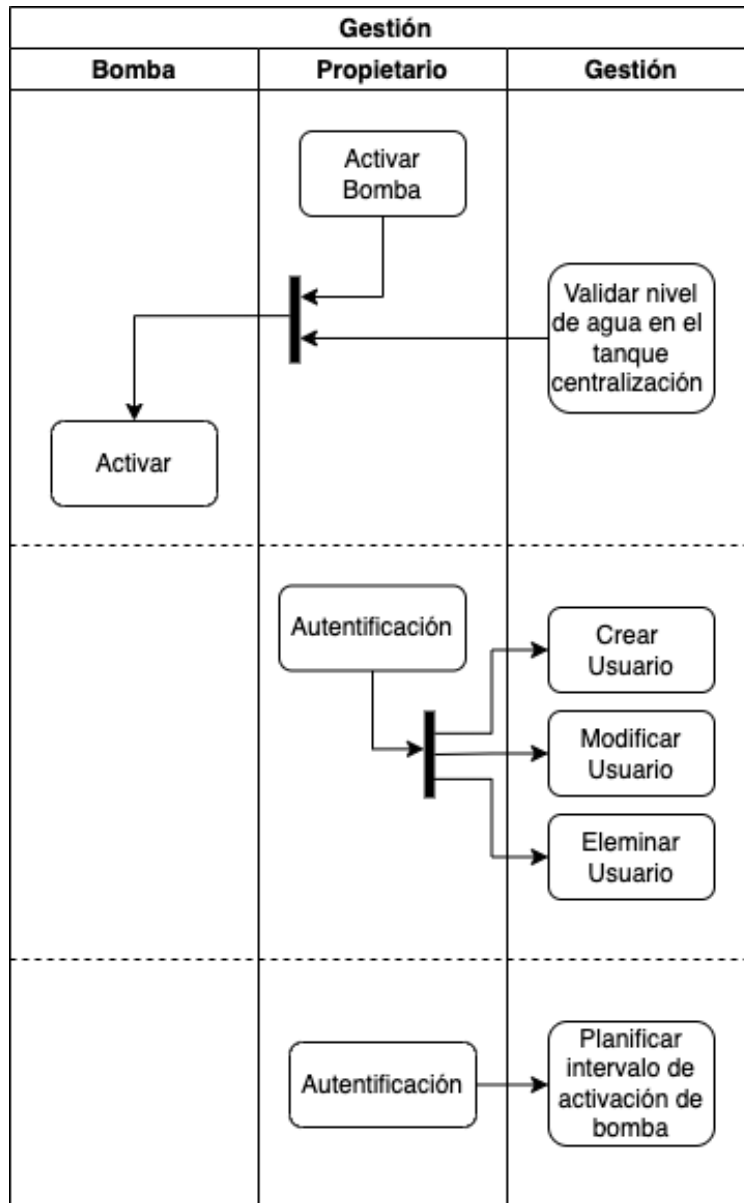 Gestión
Bomba
Propietario
Gestión
Activar
Bomba
Validar nivel
de agua en el
tanque
centralización
Activar
Autentificación
Crear
Usuario
Modificar
Usuario
Eleminar
Usuario
Autentificación
Planificar
intervalo de
activación de
bomba